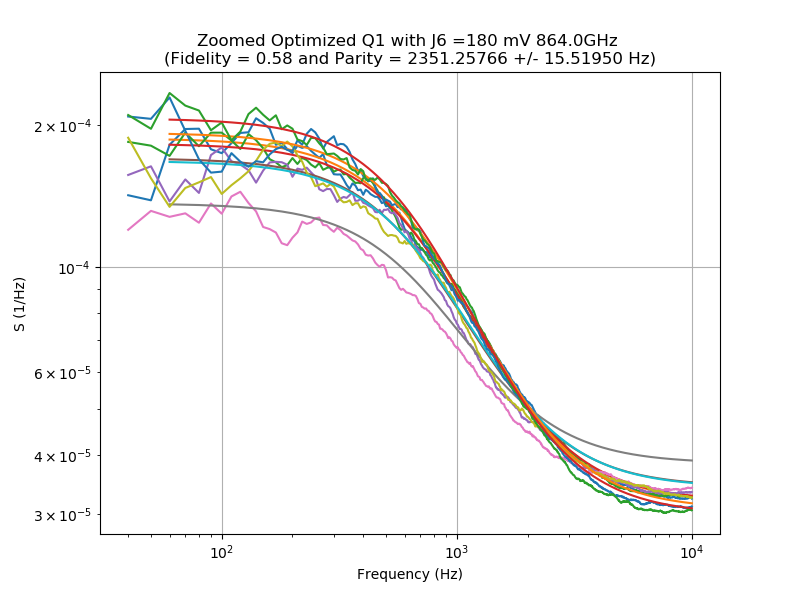 Zoomed Optimized Q1 with J6 =180 mV 864.0GHz
(Fidelity = 0.58 and Parity = 2351.25766 +/- 15.51950 Hz)
S (1/Hz)
2 × 10⁻⁴
10⁻⁴
6 × 10⁻⁵
4 × 10⁻⁵
3 × 10⁻⁵
10² 10³ 10⁴
Frequency (Hz)